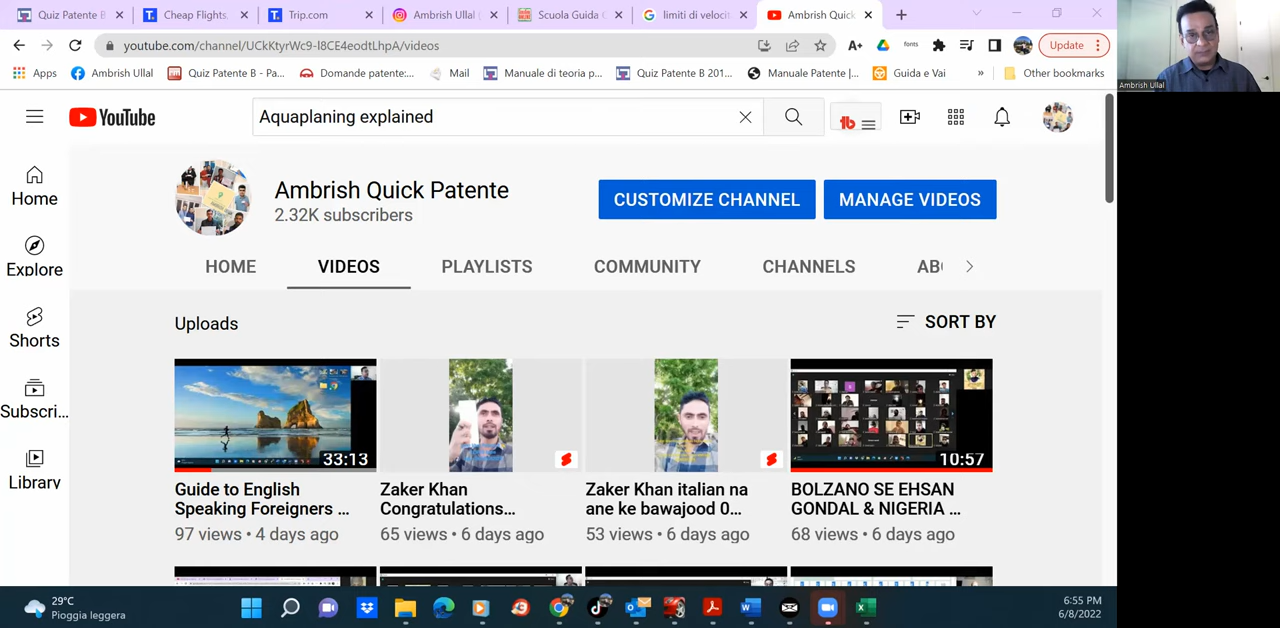 Quiz Patente B
Cheap Flights,
Trip.com
Ambrish Ullal (
Scuola Guida
limiti di velocit
Ambrish Quick
youtube.com/channel/UCkKtyrWc9-I8CE4eodtLhpA/videos
A+
fonts
Update
Apps
Ambrish Ullal
Quiz Patente B - Pa...
Domande patente:...
Mail
Manuale di teoria p...
Quiz Patente B 201...
Manuale Patente |...
Guida e Vai
»
Other bookmarks
Ambrish Ullal
YouTube
Aquaplaning explained
tb
Home
Explore
Shorts
Subscri...
Library
Ambrish Quick Patente
2.32K subscribers
CUSTOMIZE CHANNEL
MANAGE VIDEOS
HOME
VIDEOS
PLAYLISTS
COMMUNITY
CHANNELS
AB
Uploads
SORT BY
33:13
10:57
Guide to English
Speaking Foreigners ...
97 views • 4 days ago
Zaker Khan
Congratulations...
65 views • 6 days ago
Zaker Khan italian na
ane ke bawajood 0...
53 views • 6 days ago
BOLZANO SE EHSAN
GONDAL & NIGERIA ...
68 views • 6 days ago
29°C
Pioggia leggera
6:55 PM
6/8/2022